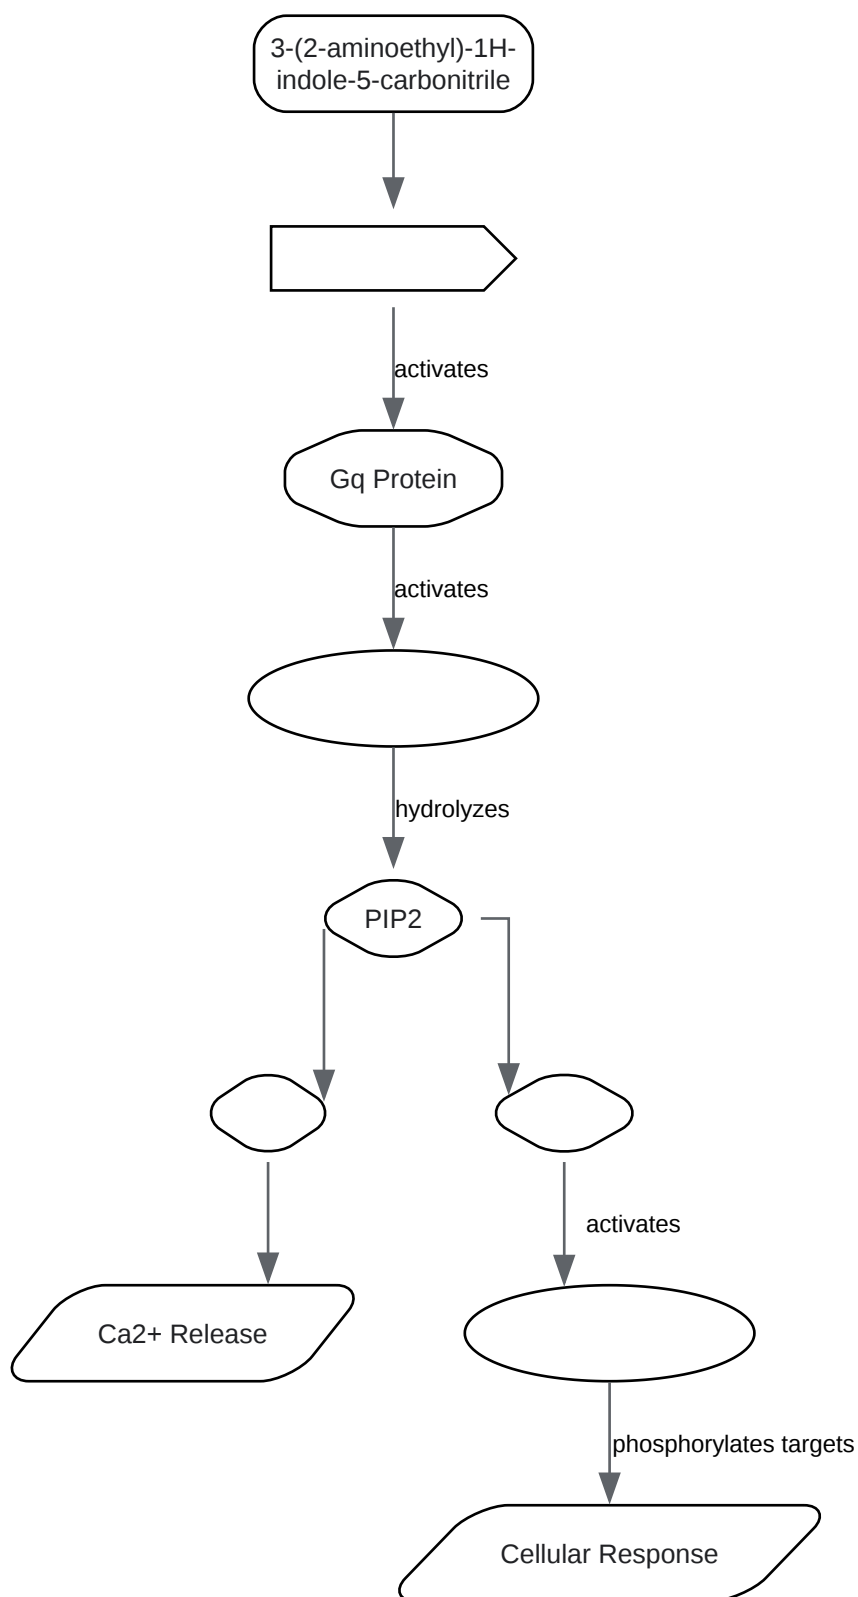 3-(2-aminoethyl)-1H-
indole-5-carbonitrile
activates
Gq Protein
activates
hydrolyzes
PIP2
activates
Ca2+ Release
phosphorylates targets
Cellular Response